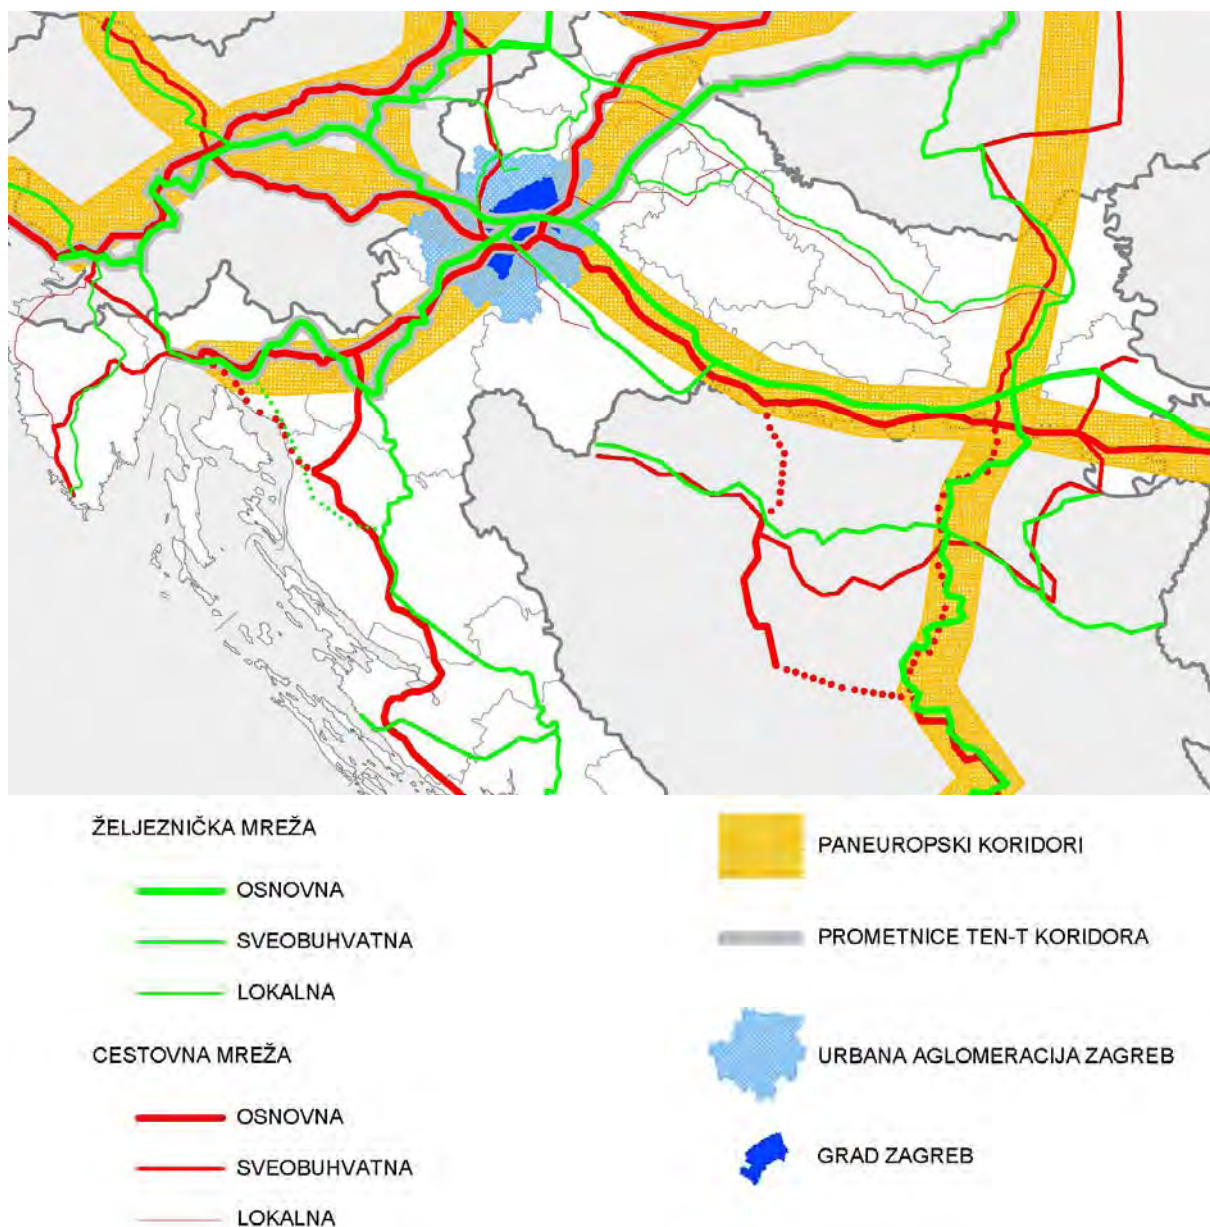 ŽELJEZNIČKA MREŽA
OSNOVNA
SVEOBUHVATNA
LOKALNA
CESTOVNA MREŽA
OSNOVNA
SVEOBUHVATNA
LOKALNA
PANEUROPSKI KORIDORI
PROMETNICE TEN-T KORIDORA
URBANA AGLOMERACIJA ZAGREB
GRAD ZAGREB